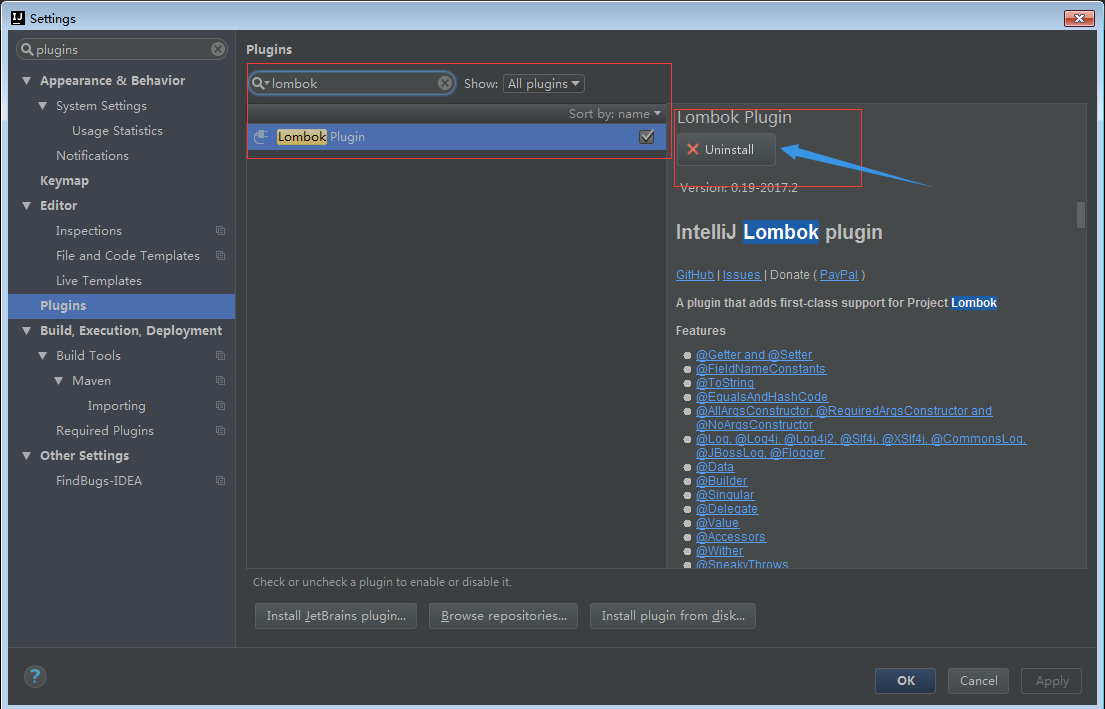 Settings
plugins
Appearance & Behavior
System Settings
Usage Statistics
Notifications
Keymap
Editor
Inspections
File and Code Templates
Live Templates
Plugins
Build, Execution, Deployment
Build Tools
Maven
Importing
Required Plugins
Other Settings
FindBugs-IDEA
Plugins
lombok
Show: All plugins
Sort by: name
Lombok Plugin
Lombok Plugin
Uninstall
Version: 0.19-2017.2
IntelliJ Lombok plugin
GitHub | Issues | Donate ( PayPal )
A plugin that adds first-class support for Project Lombok
Features
@Getter and @Setter
@FieldNameConstants
@ToString
@EqualsAndHashCode
@AllArgsConstructor, @RequiredArgsConstructor and
@NoArgsConstructor
@Log, @Log4j, @Log4j2, @Slf4j, @XSlf4j, @CommonsLog,
@JBossLog, @Flogger
@Data
@Builder
@Singular
@Delegate
@Value
@Accessors
@Wither
@SneakyThrows
Check or uncheck a plugin to enable or disable it.
Install JetBrains plugin... Browse repositories... Install plugin from disk...
? OK Cancel Apply